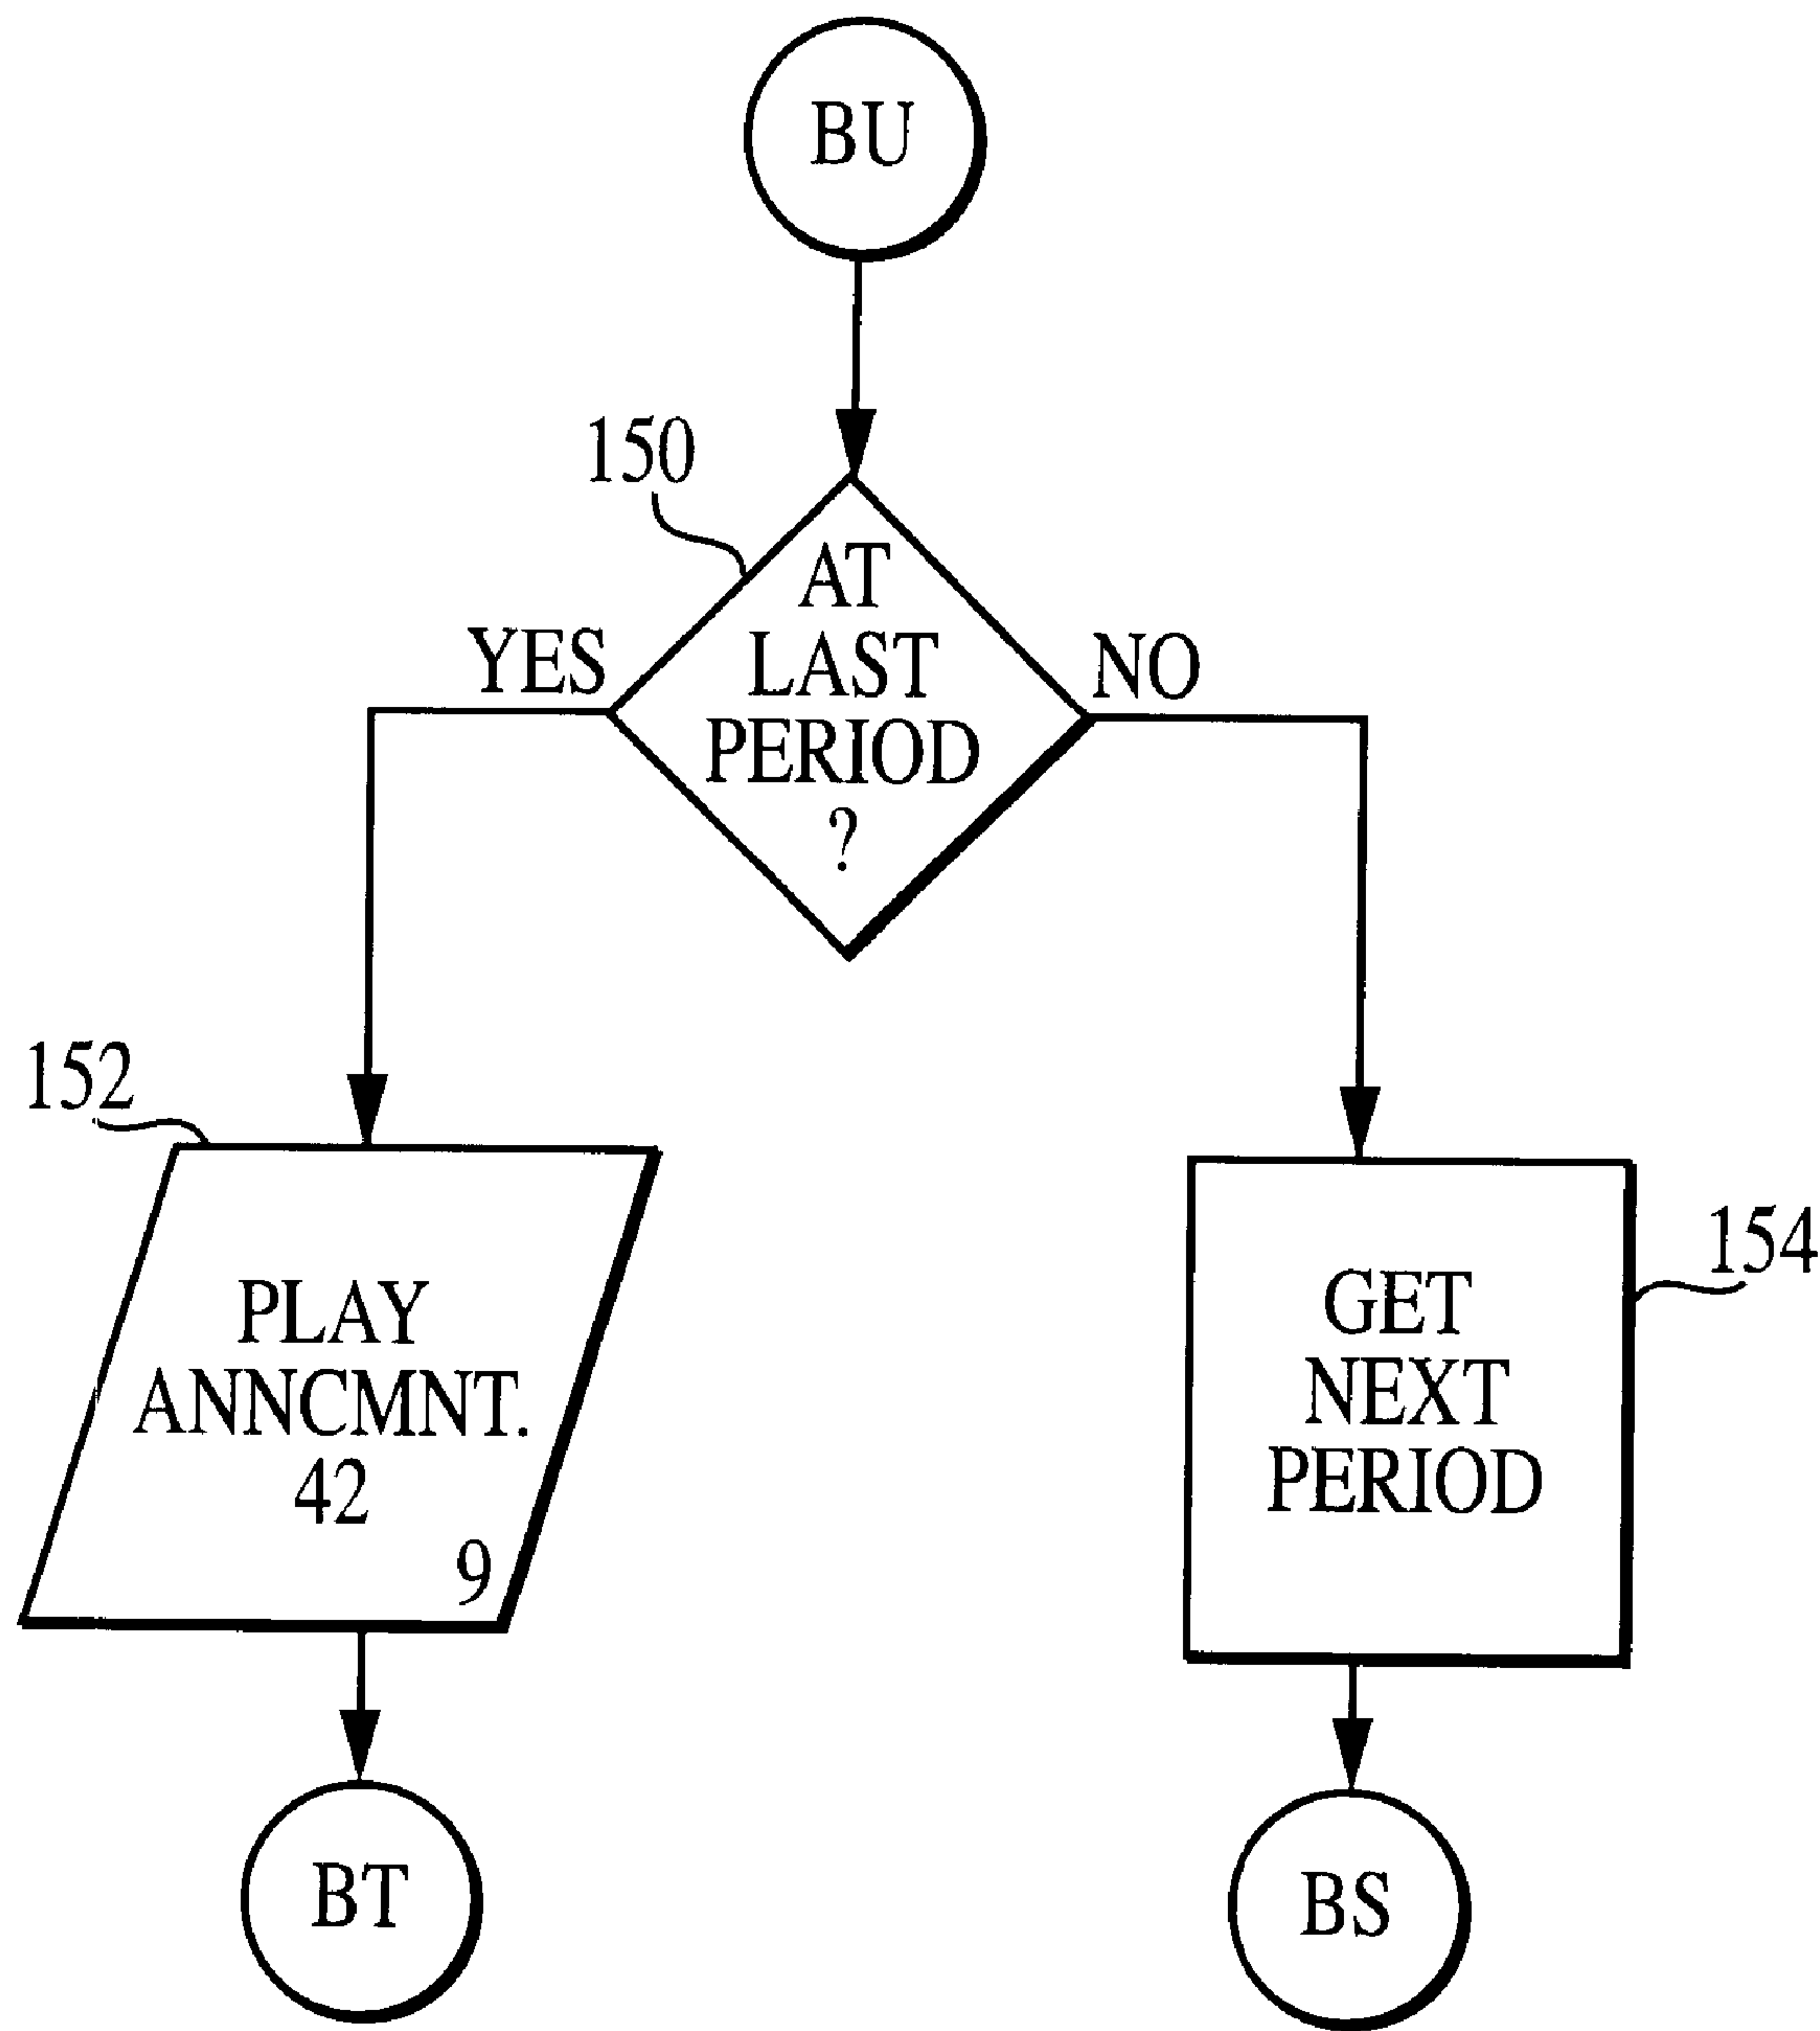 BU
150
AT
LAST
PERIOD
?
YES
NO
152
PLAY
ANNCMNT.
42
9
154
GET
NEXT
PERIOD
BT
BS